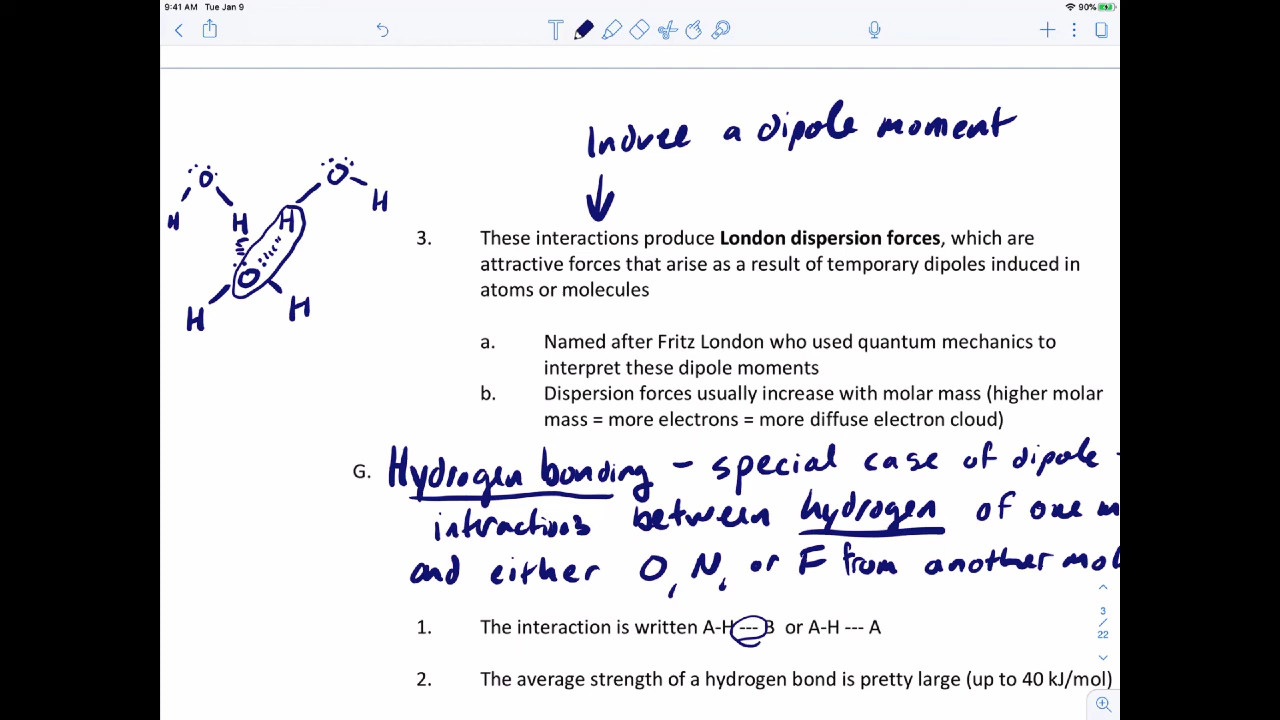 9:41 AM Tue Jan 9
90%
Induce a dipole moment
O
O
H
H
H
H
O
H
H
3. These interactions produce London dispersion forces, which are
attractive forces that arise as a result of temporary dipoles induced in
atoms or molecules
a. Named after Fritz London who used quantum mechanics to
interpret these dipole moments
b. Dispersion forces usually increase with molar mass (higher molar
mass = more electrons = more diffuse electron cloud)
G. Hydrogen bonding - special case of dipole -
interactions between hydrogen of one m
and either O, N, or F from another mol
1. The interaction is written A-H --- B or A-H --- A
2. The average strength of a hydrogen bond is pretty large (up to 40 kJ/mol)
3
/
22